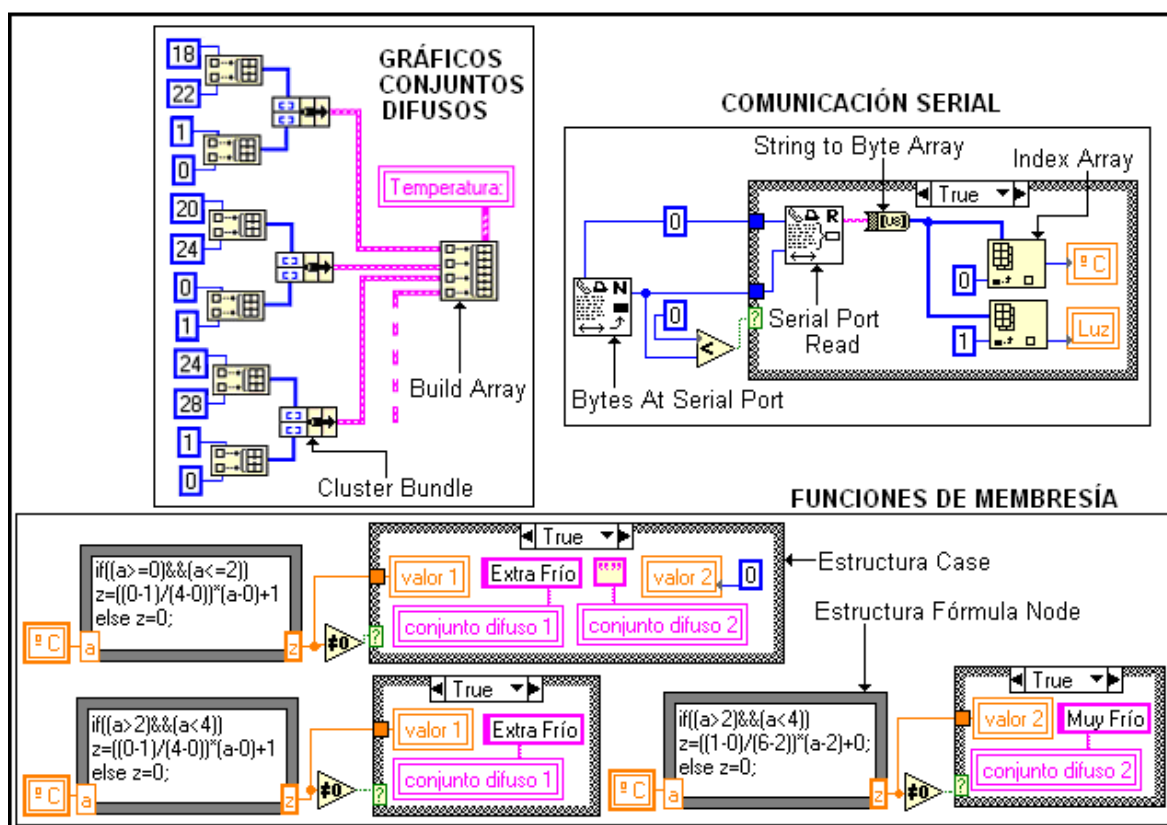 GRÁFICOS
CONJUNTOS
DIFUSOS
18
22
1
0
20
24
0
1
24
28
1
0
Temperatura:
Build Array
Cluster Bundle
COMUNICACIÓN SERIAL
String to Byte Array
Index Array
True
0
R
[U8]
N
0
?
<
0
º C
1
Luz
Serial Port
Read
Bytes At Serial Port
FUNCIONES DE MEMBRESÍA
if((a>=0)&&(a<=2))
z=((0-1)/(4-0))*(a-0)+1
else z=0;
º C
a
z
≠0
?
True
valor 1
Extra Frío
""
valor 2
0
conjunto difuso 1
conjunto difuso 2
Estructura Case
Estructura Fórmula Node
if((a>2)&&(a<4))
z=((0-1)/(4-0))*(a-0)+1
else z=0;
º C
a
z
≠0
?
True
valor 1
Extra Frío
conjunto difuso 1
if((a>2)&&(a<4))
z=((1-0)/(6-2))*(a-2)+0;
else z=0;
º C
a
z
≠0
?
True
valor 2
Muy Frío
conjunto difuso 2